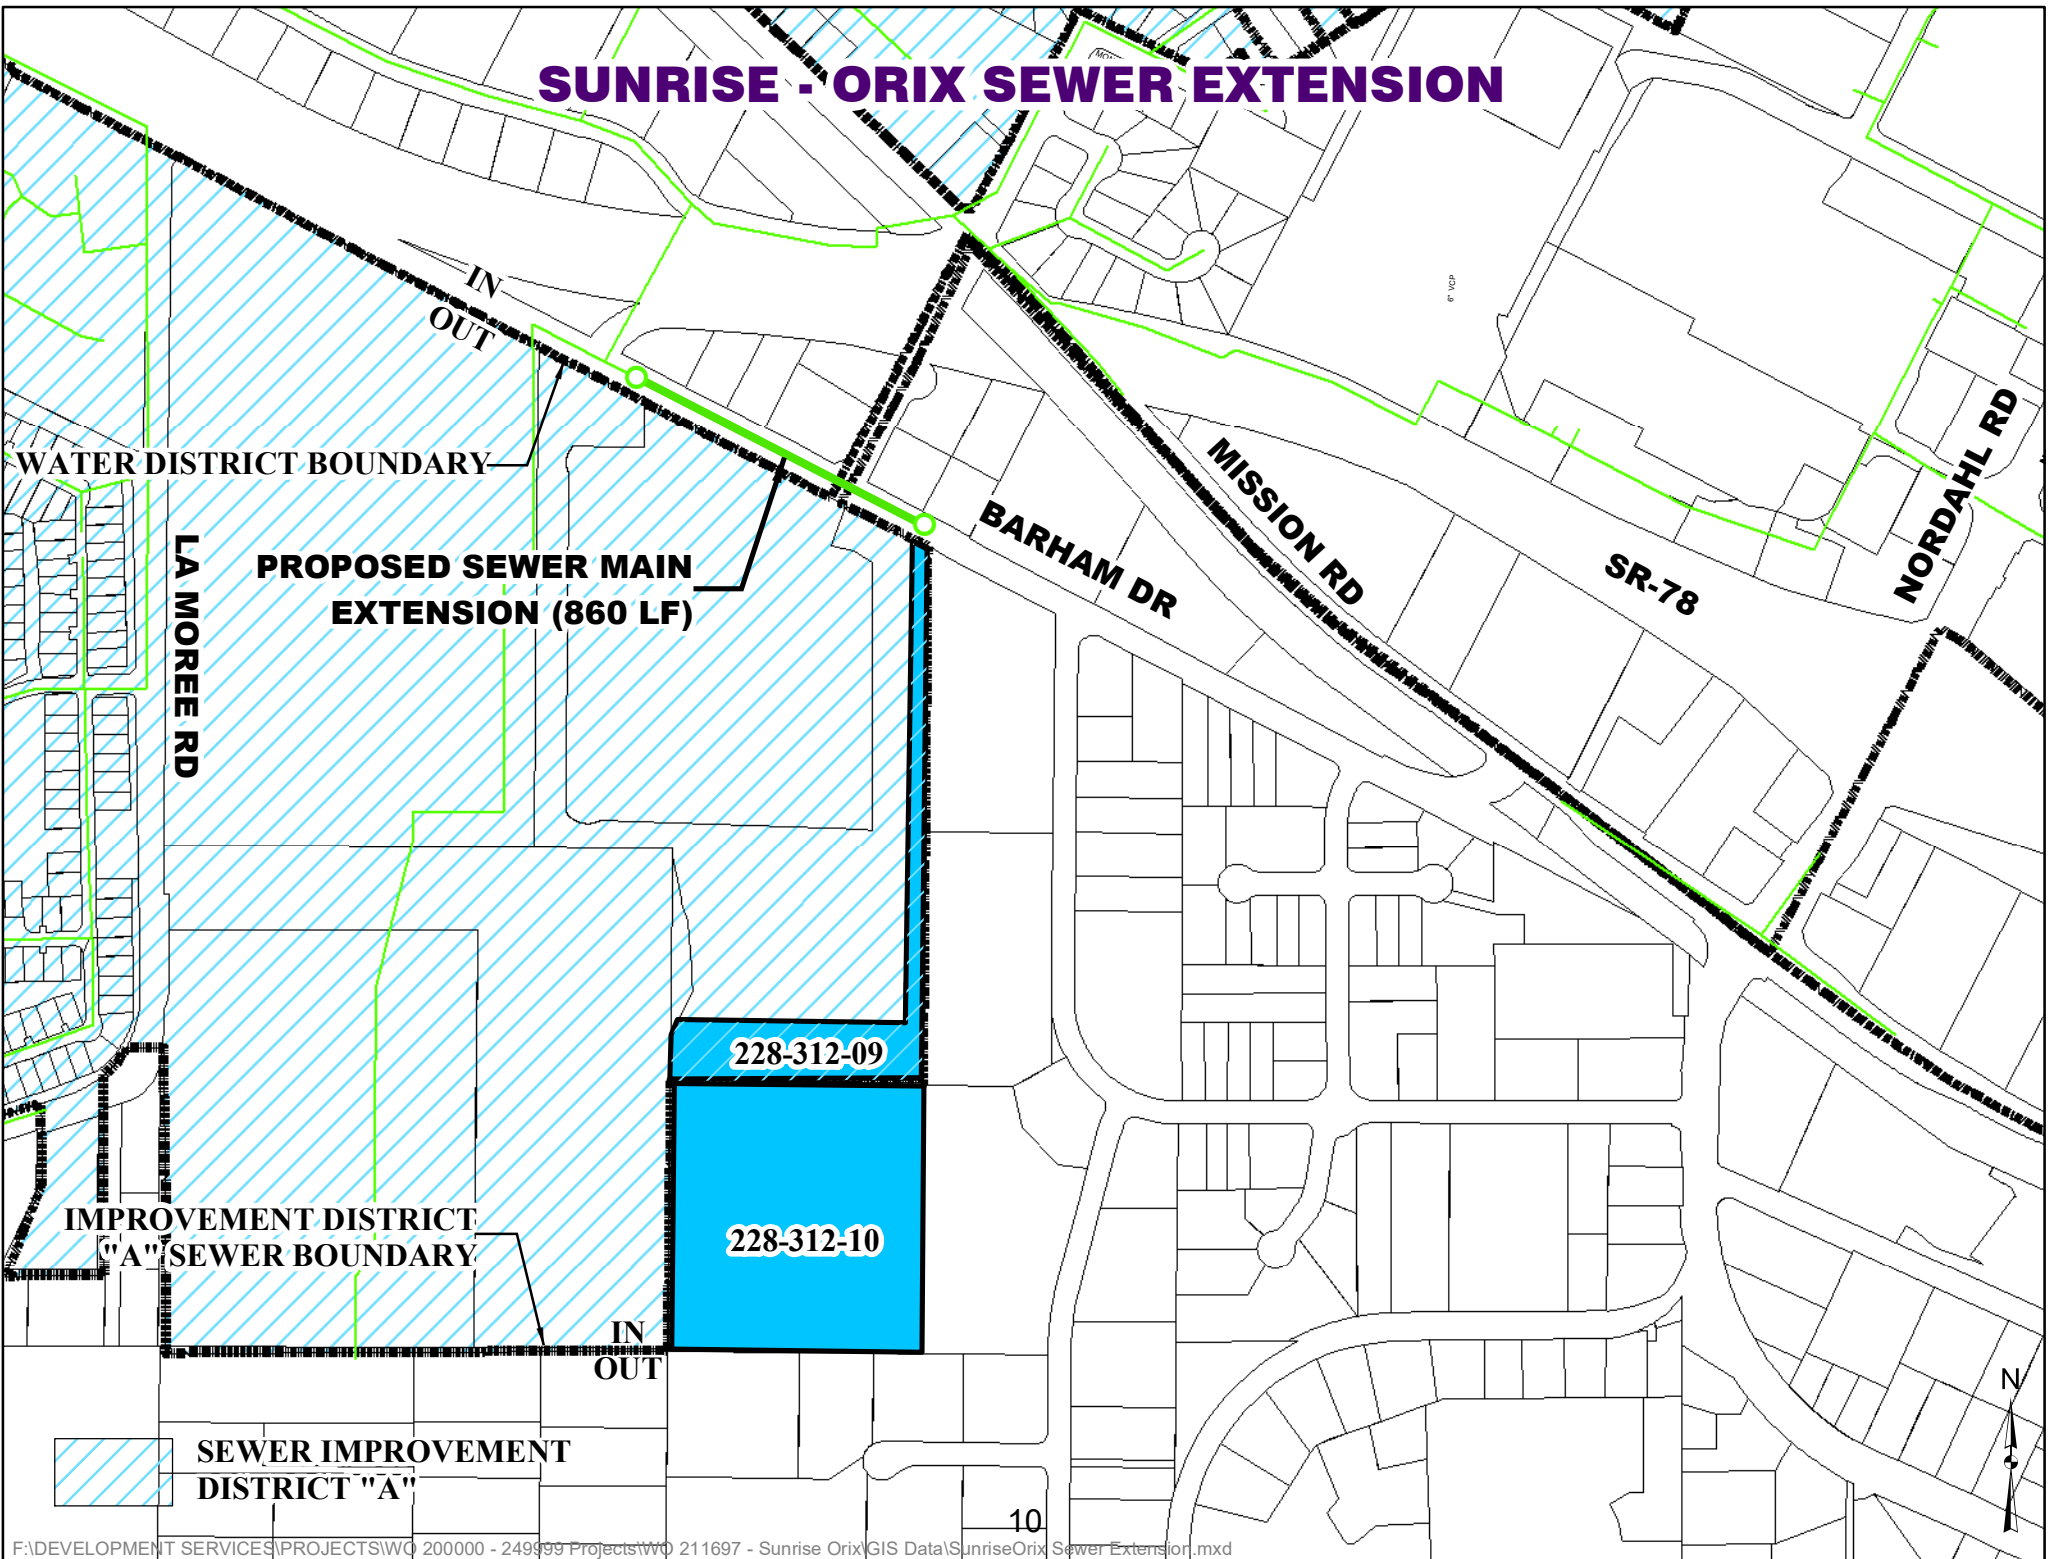 SUNRISE - ORIX SEWER EXTENSION
6" VCP
IN
OUT
WATER DISTRICT BOUNDARY
MISSION RD
NORDAHL RD
BARHAM DR
SR-78
LA MOREE RD
PROPOSED SEWER MAIN
EXTENSION (860 LF)
228-312-09
228-312-10
IMPROVEMENT DISTRICT
"A" SEWER BOUNDARY
IN
OUT
N
SEWER IMPROVEMENT
DISTRICT "A"
10
F:\DEVELOPMENT SERVICES\PROJECTS\WO 200000 - 249999 Projects\WO 211697 - Sunrise Orix\GIS Data\SunriseOrix Sewer Extension.mxd